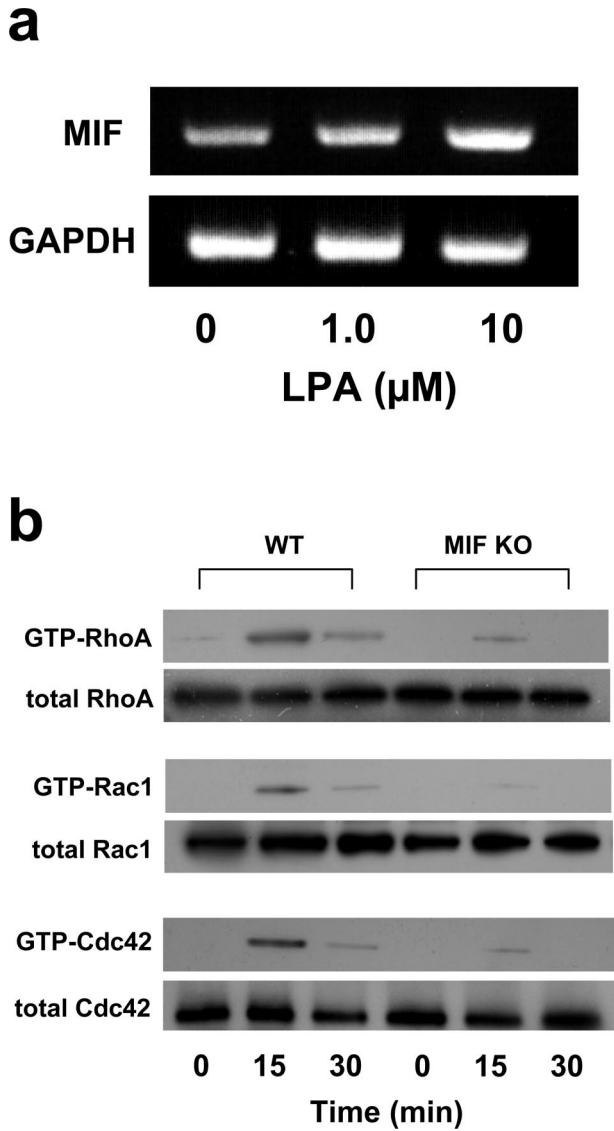 a
MIF
GAPDH
0 1.0 10
LPA (µM)
b
WT MIF KO
GTP-RhoA
total RhoA
GTP-Rac1
total Rac1
GTP-Cdc42
total Cdc42
0 15 30 0 15 30
Time (min)